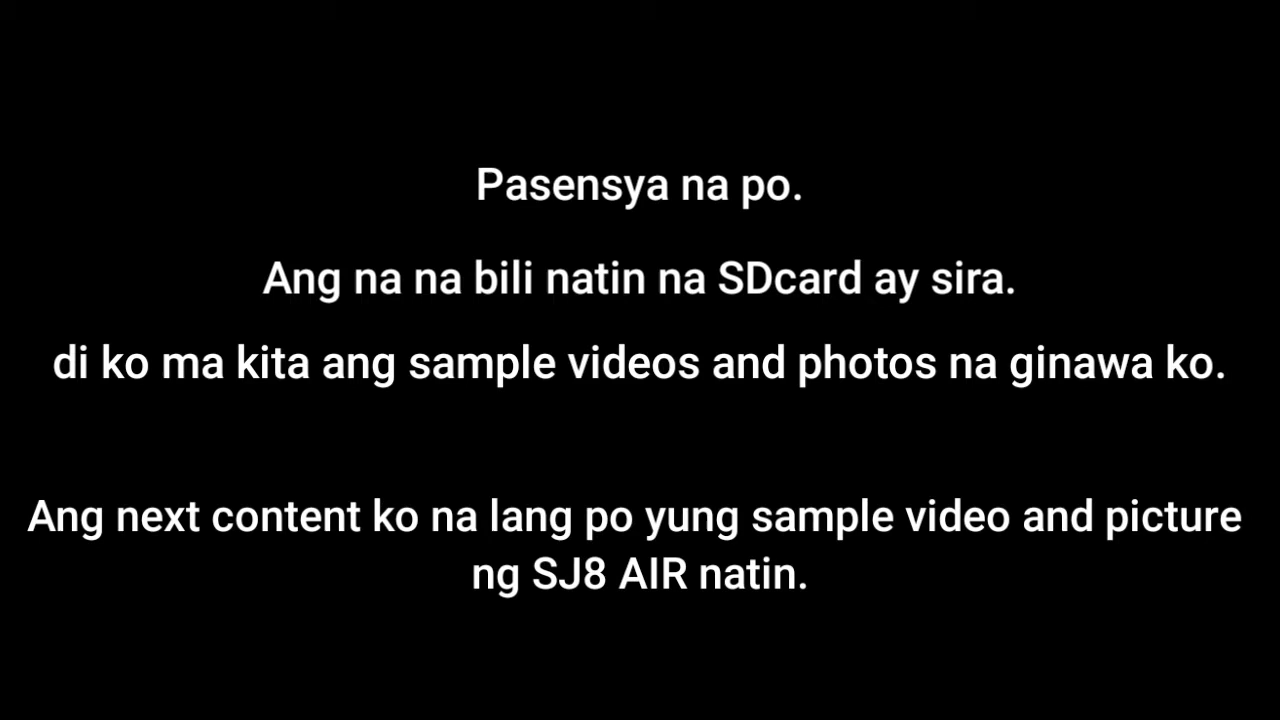 Pasensya na po.
Ang na na bili natin na SDcard ay sira.
di ko ma kita ang sample videos and photos na ginawa ko.
Ang next content ko na lang po yung sample video and picture
ng SJ8 AIR natin.